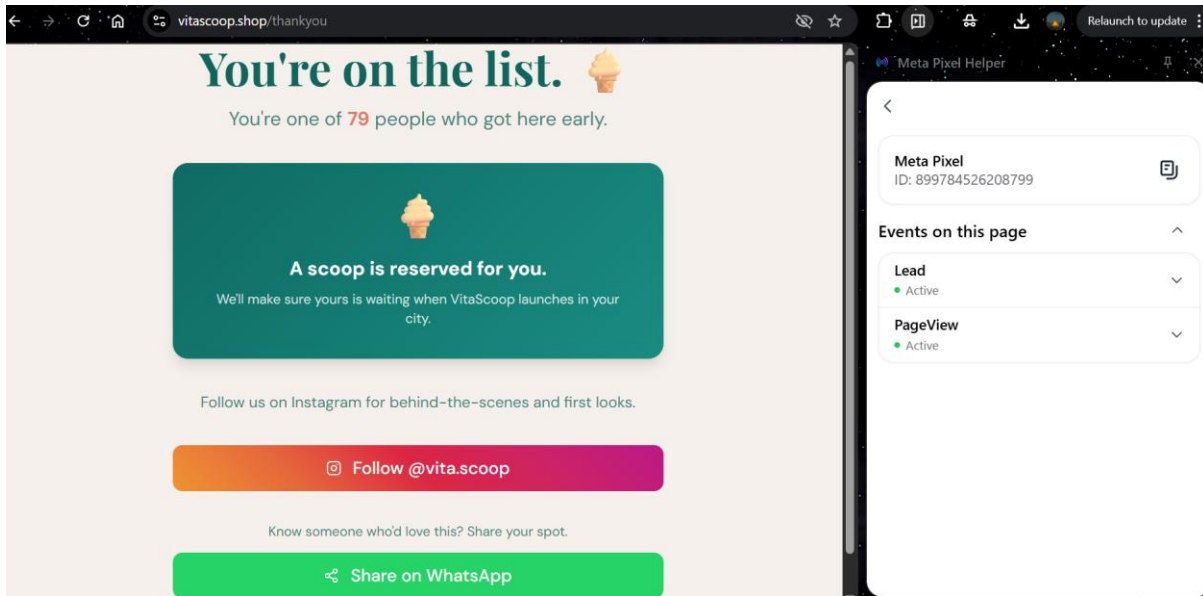 vitascoop.shop/thankyou
Relaunch to update
You're on the list.
You're one of 79 people who got here early.
A scoop is reserved for you.
We'll make sure yours is waiting when VitaScoop launches in your
city.
Follow us on Instagram for behind-the-scenes and first looks.
Follow @vita.scoop
Know someone who'd love this? Share your spot.
Share on WhatsApp
Meta Pixel Helper
Meta Pixel
ID: 899784526208799
Events on this page
Lead
Active
PageView
Active